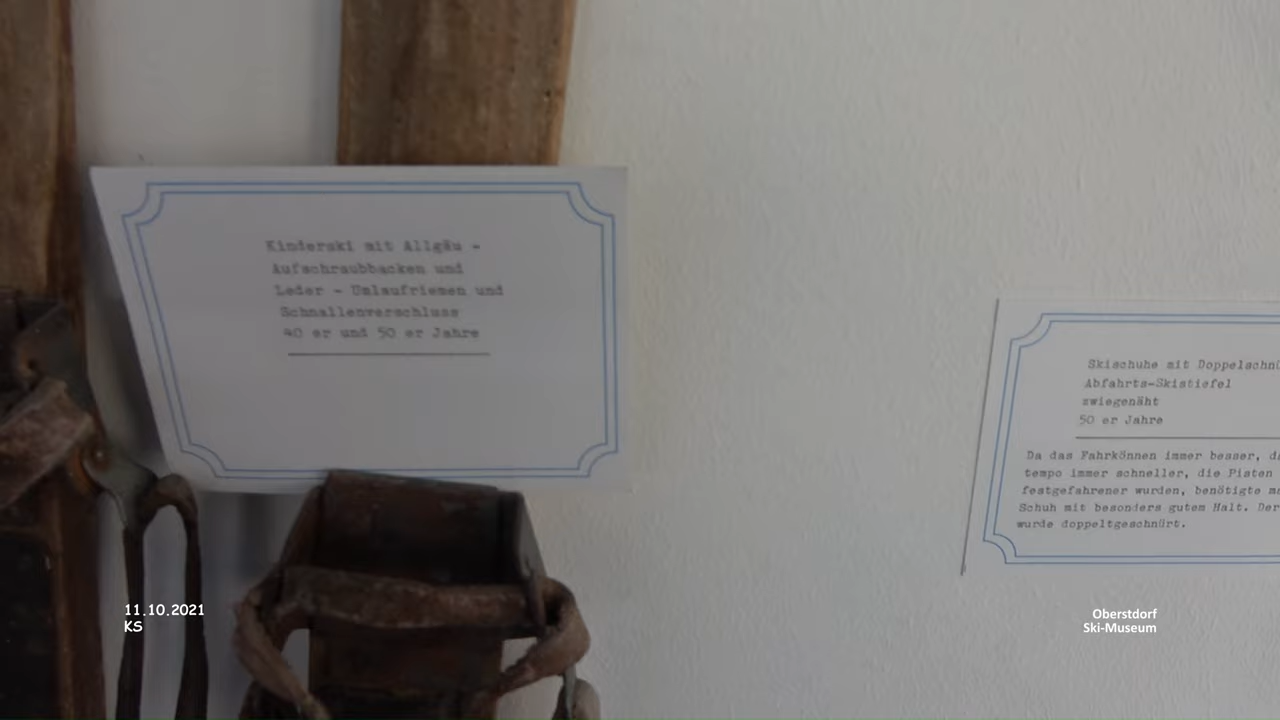 Kinderski mit Allgäu -
Aufschraubbacken und
Leder - Umlaufriemen und
Schnallenverschluss
40 er und 50 er Jahre
Skischuhe mit Doppelschnü
Abfahrts-Skistiefel
zwiegenäht
50 er Jahre
Da das Fahrkönnen immer besser, da
tempo immer schneller, die Pisten
festgefahrener wurden, benötigte m
Schuh mit besonders gutem Halt. Der
wurde doppeltgeschnürt.
11.10.2021
KS
Oberstdorf
Ski-Museum